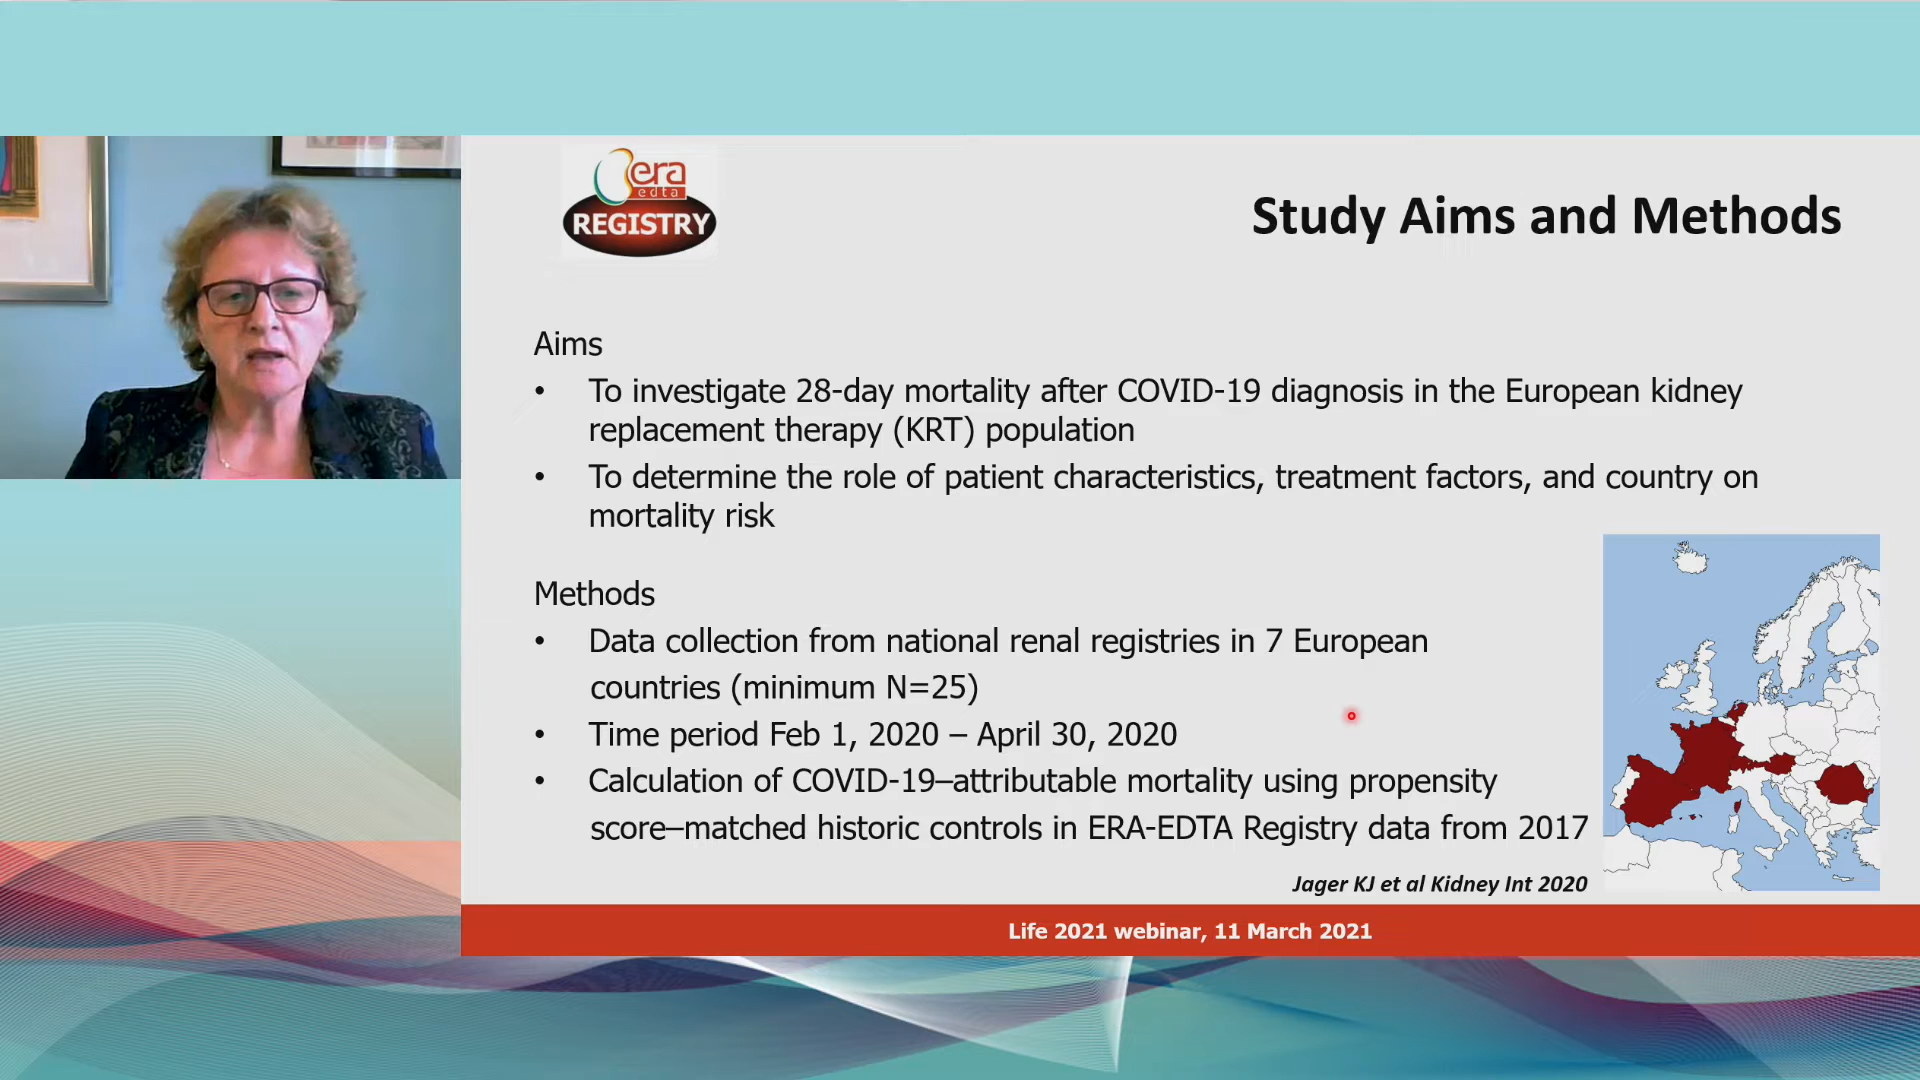 era
edta
REGISTRY
Study Aims and Methods
Aims
• To investigate 28-day mortality after COVID-19 diagnosis in the European kidney
replacement therapy (KRT) population
• To determine the role of patient characteristics, treatment factors, and country on
mortality risk
Methods
• Data collection from national renal registries in 7 European
countries (minimum N=25)
• Time period Feb 1, 2020 – April 30, 2020
• Calculation of COVID-19–attributable mortality using propensity
score–matched historic controls in ERA-EDTA Registry data from 2017
Jager KJ et al Kidney Int 2020
Life 2021 webinar, 11 March 2021